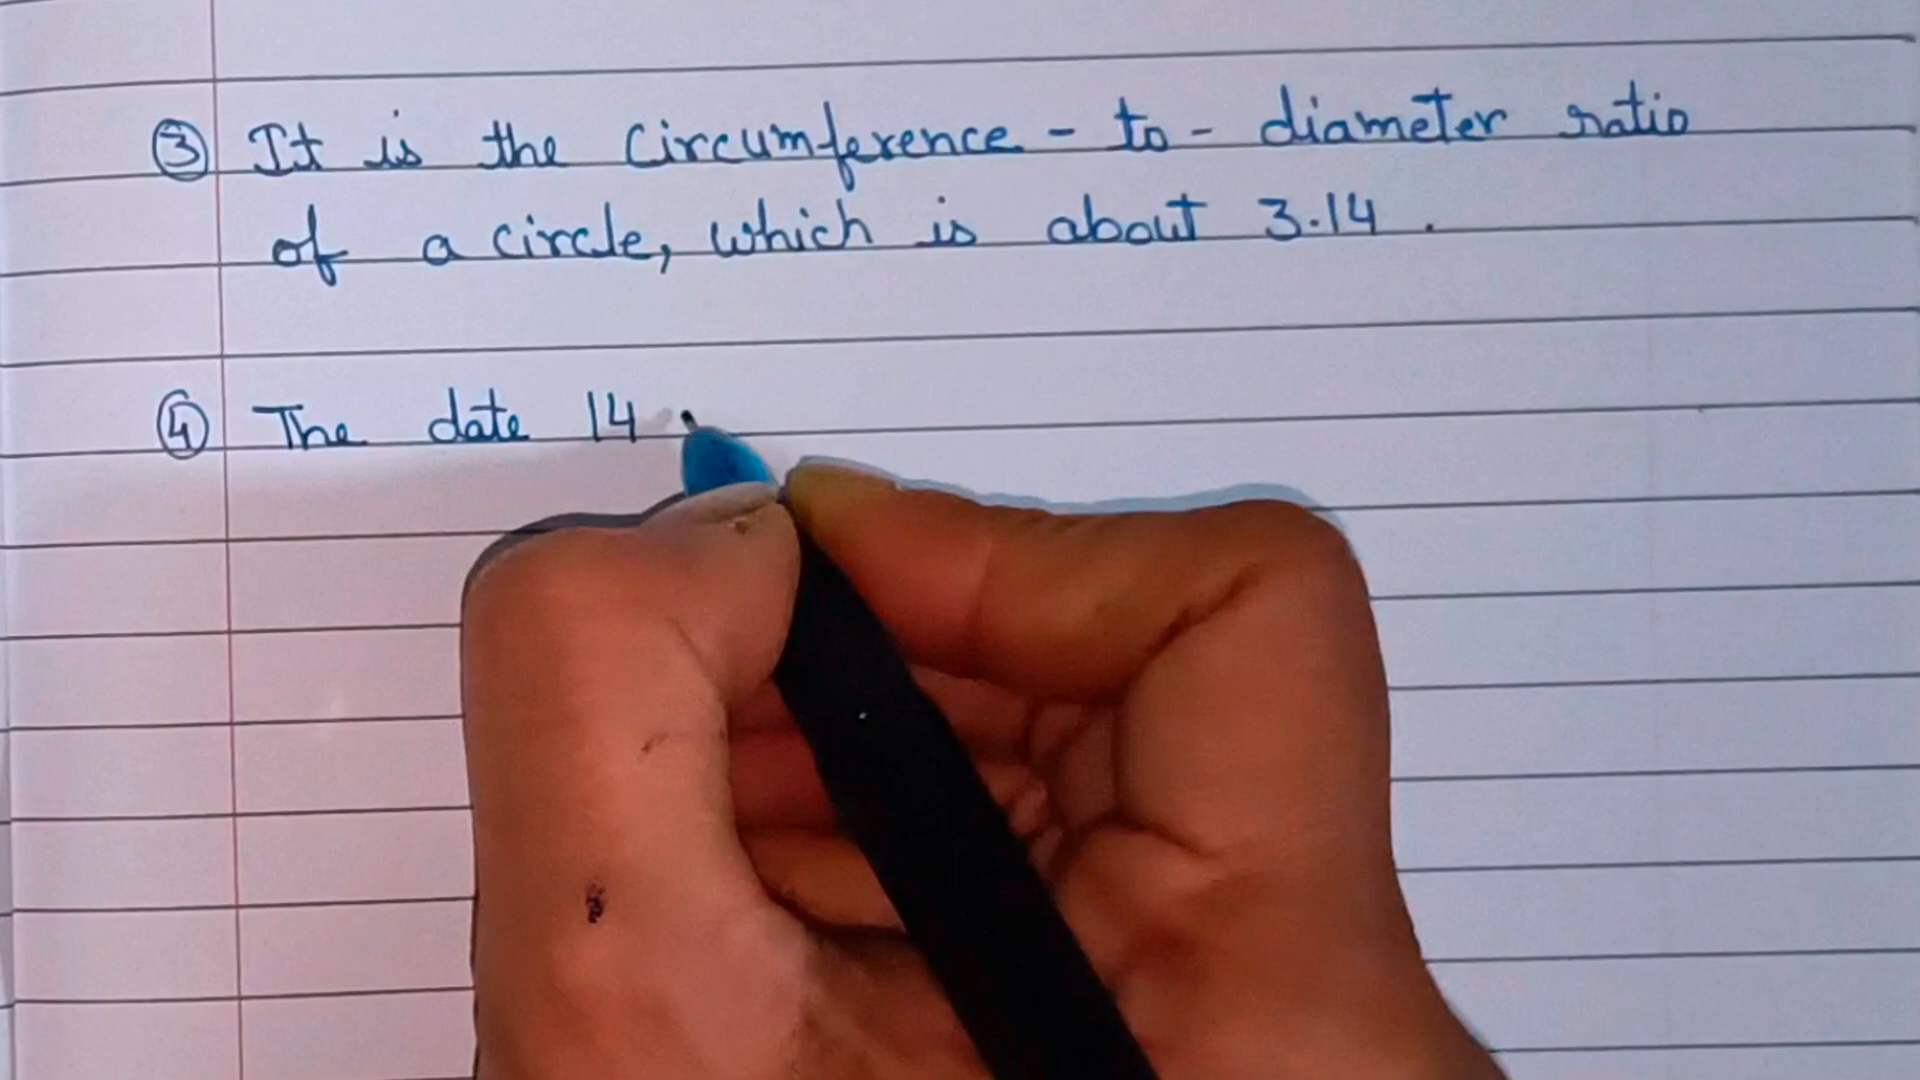 ③ It is the circumference - to - diameter ratio
of a circle, which is about 3.14 .
④ The date 14